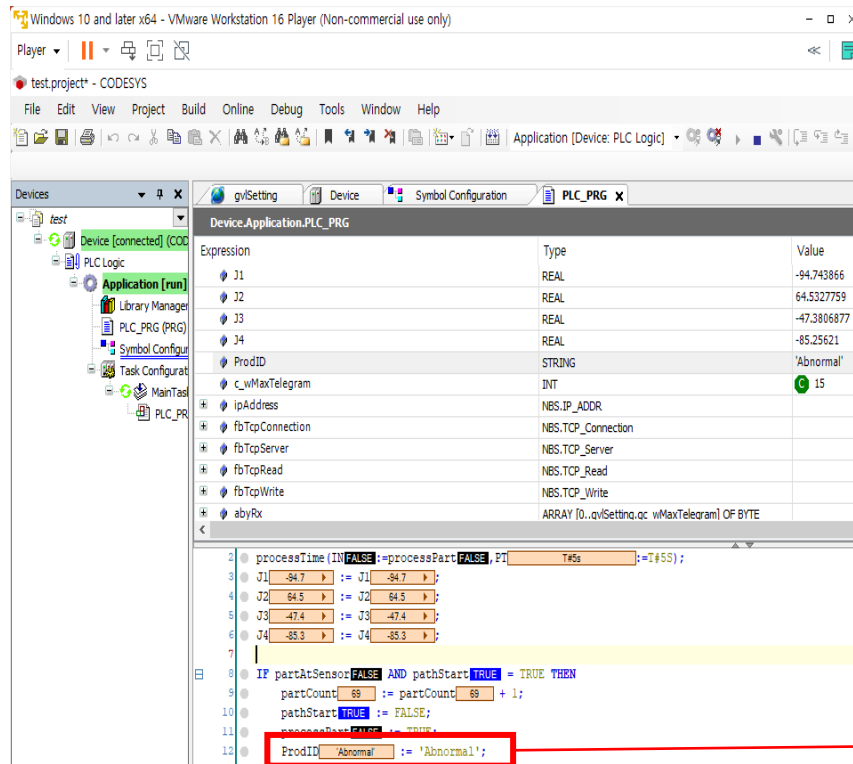 Windows 10 and later x64 - VMware Workstation 16 Player (Non-commercial use only)
Player
test.project* - CODESYS
File Edit View Project Build Online Debug Tools Window Help
Application [Device: PLC Logic]
Devices
gvlSetting Device Symbol Configuration PLC_PRG X
test
Device [connected] (COD
PLC Logic
Application [run]
Library Manager
PLC_PRG (PRG)
Symbol Configur
Task Configurat
MainTas
PLC_PR
Device.Application.PLC_PRG
Expression Type Value
J1 REAL -94.743866
J2 REAL 64.5327759
J3 REAL -47.3806877
J4 REAL -85.25621
ProdID STRING 'Abnormal'
c_wMaxTelegram INT C 15
ipAddress NBS.IP_ADDR
fbTcpConnection NBS.TCP_Connection
fbTcpServer NBS.TCP_Server
fbTcpRead NBS.TCP_Read
fbTcpWrite NBS.TCP_Write
abyRx ARRAY [0..gvlSetting.gc_wMaxTelegram] OF BYTE
2 processTime(IN FALSE :=processPart FALSE ,PT T#5s :=T#5S);
3 J1 -94.7 := J1 -94.7 ;
4 J2 64.5 := J2 64.5 ;
5 J3 -47.4 := J3 -47.4 ;
6 J4 -85.3 := J4 -85.3 ;
7
8 IF partAtSensor FALSE AND pathStart TRUE = TRUE THEN
9 partCount 69 := partCount 69 + 1;
10 pathStart TRUE := FALSE;
11 processPart FALSE := TRUE;
12 ProdID 'Abnormal' := 'Abnormal';